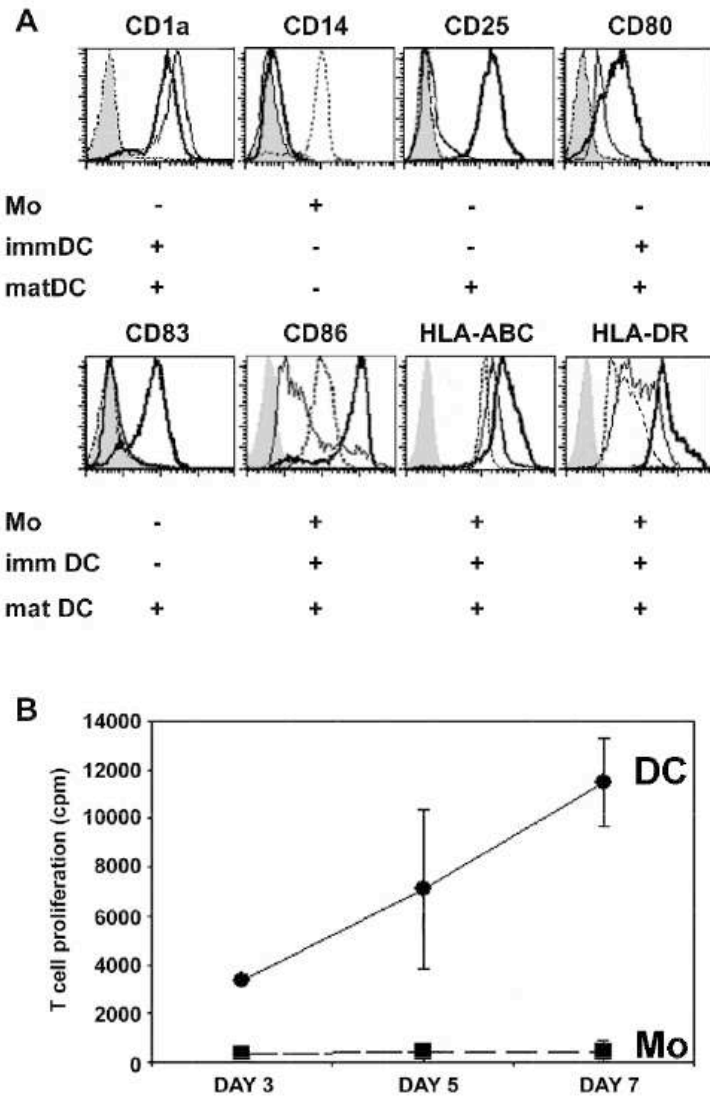 A
CD1a CD14 CD25 CD80
Mo - + - -
immDC + - - +
matDC + - + +
CD83 CD86 HLA-ABC HLA-DR
Mo - + + +
imm DC - + + +
mat DC + + + +
B
14000
12000
10000
8000
6000
4000
2000
0
T cell proliferation (cpm)
DC
Mo
DAY 3 DAY 5 DAY 7